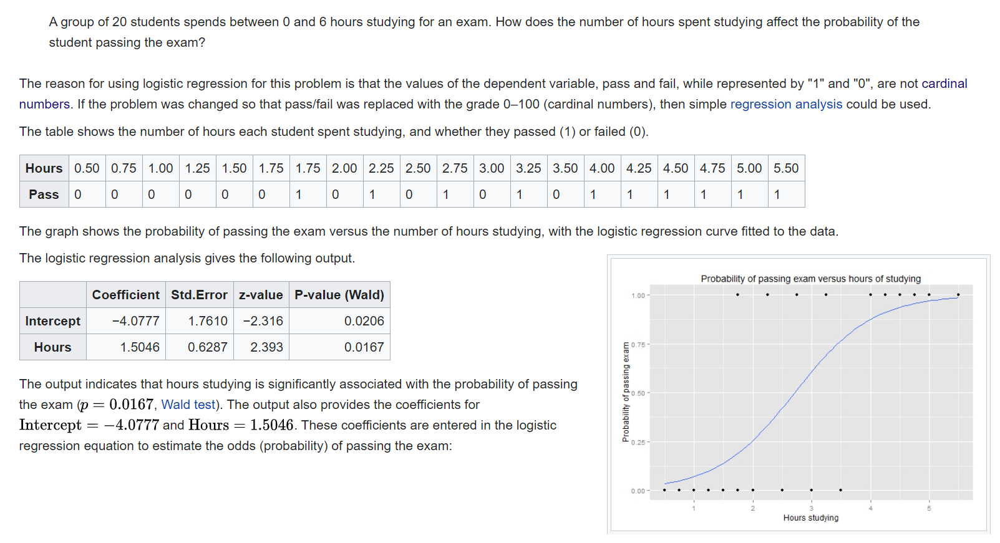 A group of 20 students spends between 0 and 6 hours studying for an exam. How does the number of hours spent studying affect the probability of the
student passing the exam?
The reason for using logistic regression for this problem is that the values of the dependent variable, pass and fail, while represented by "1" and "0", are not cardinal
numbers. If the problem was changed so that pass/fail was replaced with the grade 0–100 (cardinal numbers), then simple regression analysis could be used.
The table shows the number of hours each student spent studying, and whether they passed (1) or failed (0).
Hours 0.50 0.75 1.00 1.25 1.50 1.75 1.75 2.00 2.25 2.50 2.75 3.00 3.25 3.50 4.00 4.25 4.50 4.75 5.00 5.50
Pass 0 0 0 0 0 0 1 0 1 0 1 0 1 0 1 1 1 1 1 1
The graph shows the probability of passing the exam versus the number of hours studying, with the logistic regression curve fitted to the data.
The logistic regression analysis gives the following output.
Coefficient Std.Error z-value P-value (Wald)
Intercept −4.0777 1.7610 −2.316 0.0206
Hours 1.5046 0.6287 2.393 0.0167
The output indicates that hours studying is significantly associated with the probability of passing
the exam (p = 0.0167, Wald test). The output also provides the coefficients for
Intercept = −4.0777 and Hours = 1.5046. These coefficients are entered in the logistic
regression equation to estimate the odds (probability) of passing the exam:
Probability of passing exam versus hours of studying
Probability of passing exam
1.00
0.75
0.50
0.25
0.00
1 2 3 4 5
Hours studying